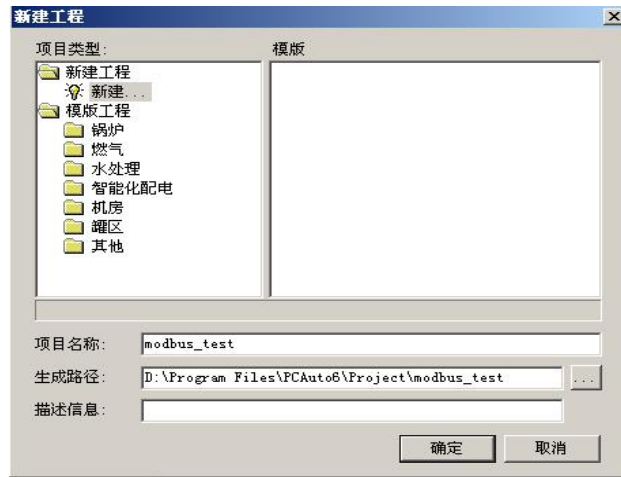 新建工程
项目类型: 模版
新建工程
新建...
模版工程
锅炉
燃气
水处理
智能化配电
机房
罐区
其他
项目名称: modbus_test
生成路径: D:\Program Files\PCAuto6\Project\modbus_test ...
描述信息:
确定 取消